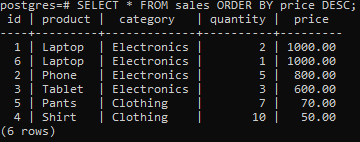 postgres=# SELECT * FROM sales ORDER BY price DESC;
 id | product |  category   | quantity |  price
----+---------+-------------+----------+---------
  1 | Laptop  | Electronics |        2 | 1000.00
  6 | Laptop  | Electronics |        1 | 1000.00
  2 | Phone   | Electronics |        5 |  800.00
  3 | Tablet  | Electronics |        3 |  600.00
  5 | Pants   | Clothing    |        7 |   70.00
  4 | Shirt   | Clothing    |       10 |   50.00
(6 rows)